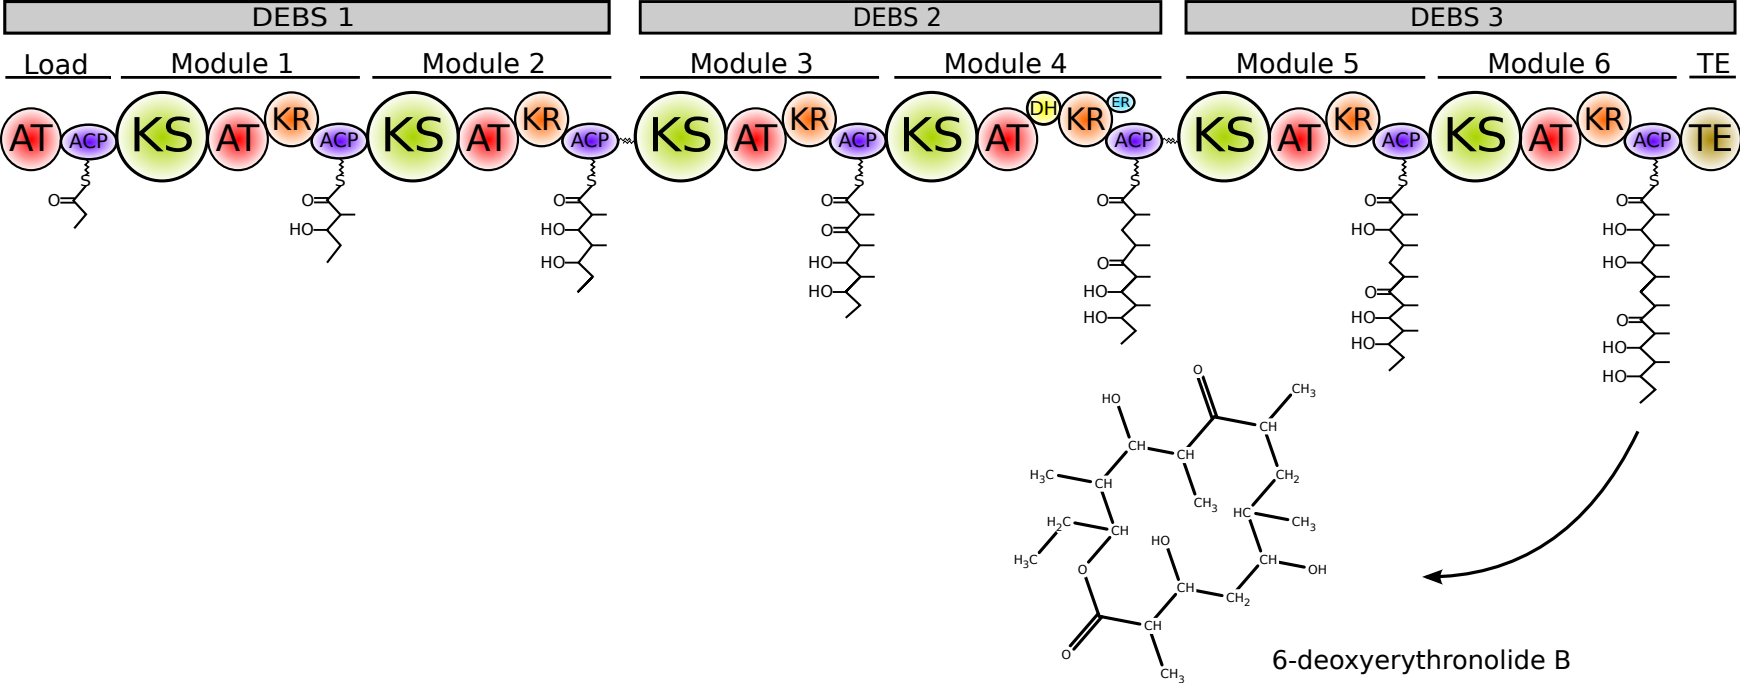 DEBS 1 DEBS 2 DEBS 3
Load Module 1 Module 2 Module 3 Module 4 Module 5 Module 6 TE
AT ACP KS AT KR ACP KS AT KR ACP KS AT KR ACP KS AT DH KR ER ACP KS AT KR ACP KS AT KR ACP TE
S S S S S S S
O O O O O O O
HO HO O HO HO
HO HO O O HO
HO HO O O
HO HO HO
HO HO
O
HO CH3
CH
CH CH
H3C CH CH2
CH3
H2C CH HC CH3
HO
H3C CH
O OH
CH CH2
CH
O
CH3
6-deoxyerythronolide B